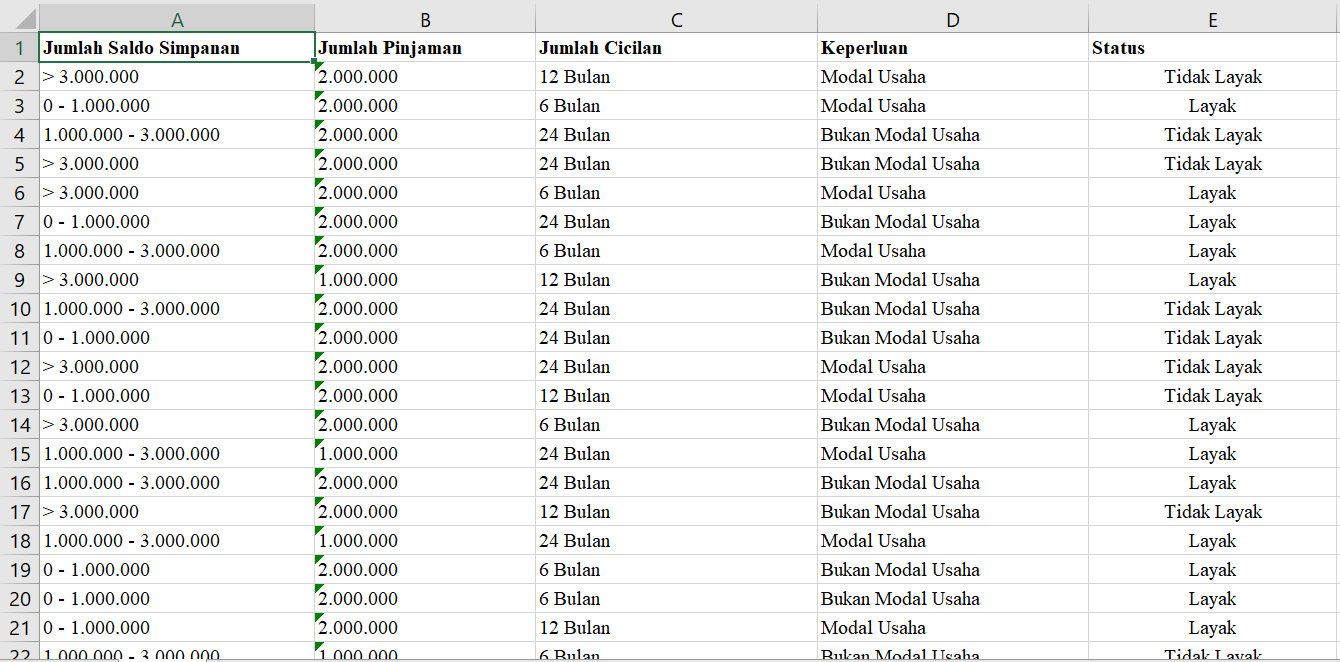 A B C D E
1 Jumlah Saldo Simpanan Jumlah Pinjaman Jumlah Cicilan Keperluan Status
2 > 3.000.000 2.000.000 12 Bulan Modal Usaha Tidak Layak
3 0 - 1.000.000 2.000.000 6 Bulan Modal Usaha Layak
4 1.000.000 - 3.000.000 2.000.000 24 Bulan Bukan Modal Usaha Tidak Layak
5 > 3.000.000 2.000.000 24 Bulan Bukan Modal Usaha Tidak Layak
6 > 3.000.000 2.000.000 6 Bulan Modal Usaha Layak
7 0 - 1.000.000 2.000.000 24 Bulan Bukan Modal Usaha Layak
8 1.000.000 - 3.000.000 2.000.000 6 Bulan Modal Usaha Layak
9 > 3.000.000 1.000.000 12 Bulan Bukan Modal Usaha Layak
10 1.000.000 - 3.000.000 2.000.000 24 Bulan Bukan Modal Usaha Tidak Layak
11 0 - 1.000.000 2.000.000 24 Bulan Bukan Modal Usaha Tidak Layak
12 > 3.000.000 2.000.000 24 Bulan Modal Usaha Tidak Layak
13 0 - 1.000.000 2.000.000 12 Bulan Modal Usaha Tidak Layak
14 > 3.000.000 2.000.000 6 Bulan Bukan Modal Usaha Layak
15 1.000.000 - 3.000.000 1.000.000 24 Bulan Modal Usaha Layak
16 1.000.000 - 3.000.000 2.000.000 24 Bulan Bukan Modal Usaha Layak
17 > 3.000.000 2.000.000 12 Bulan Bukan Modal Usaha Tidak Layak
18 1.000.000 - 3.000.000 1.000.000 24 Bulan Modal Usaha Layak
19 0 - 1.000.000 2.000.000 6 Bulan Bukan Modal Usaha Layak
20 0 - 1.000.000 2.000.000 6 Bulan Bukan Modal Usaha Layak
21 0 - 1.000.000 2.000.000 12 Bulan Modal Usaha Layak
22 1.000.000 - 3.000.000 1.000.000 6 Bulan Bukan Modal Usaha Tidak Layak